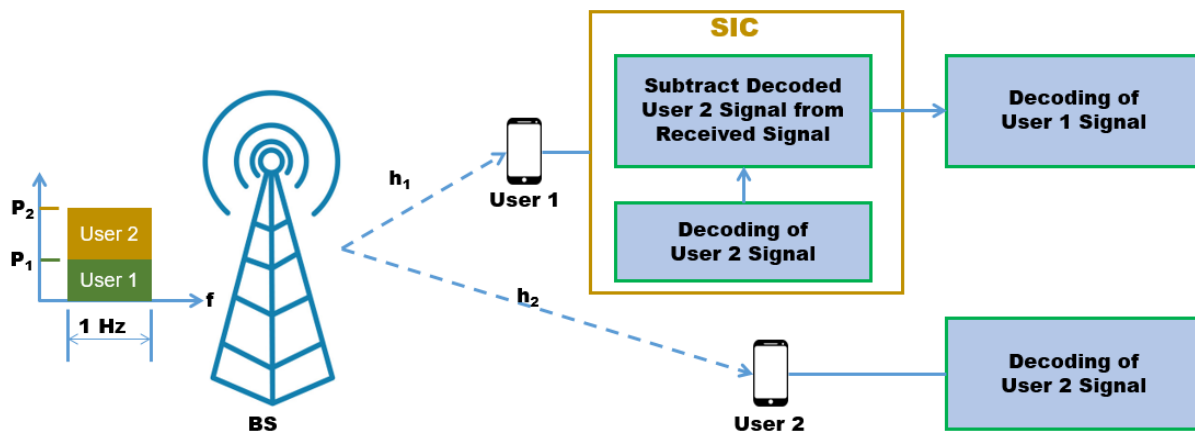 SIC
Subtract Decoded
User 2 Signal from
Received Signal
Decoding of
User 1 Signal
h₁
User 1
P₂
User 2
Decoding of
User 2 Signal
P₁
User 1
f
h₂
1 Hz
Decoding of
User 2 Signal
BS
User 2